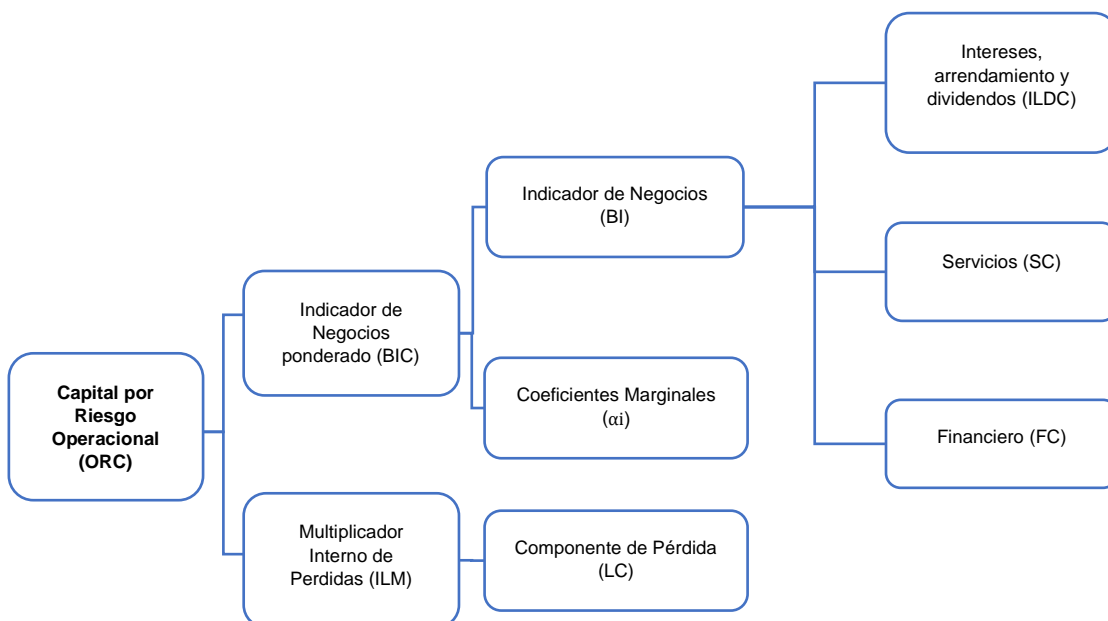 Capital por
Riesgo
Operacional
(ORC)
Indicador de
Negocios
ponderado (BIC)
Multiplicador
Interno de
Perdidas (ILM)
Indicador de Negocios
(BI)
Coeficientes Marginales
(αi)
Componente de Pérdida
(LC)
Intereses,
arrendamiento y
dividendos (ILDC)
Servicios (SC)
Financiero (FC)